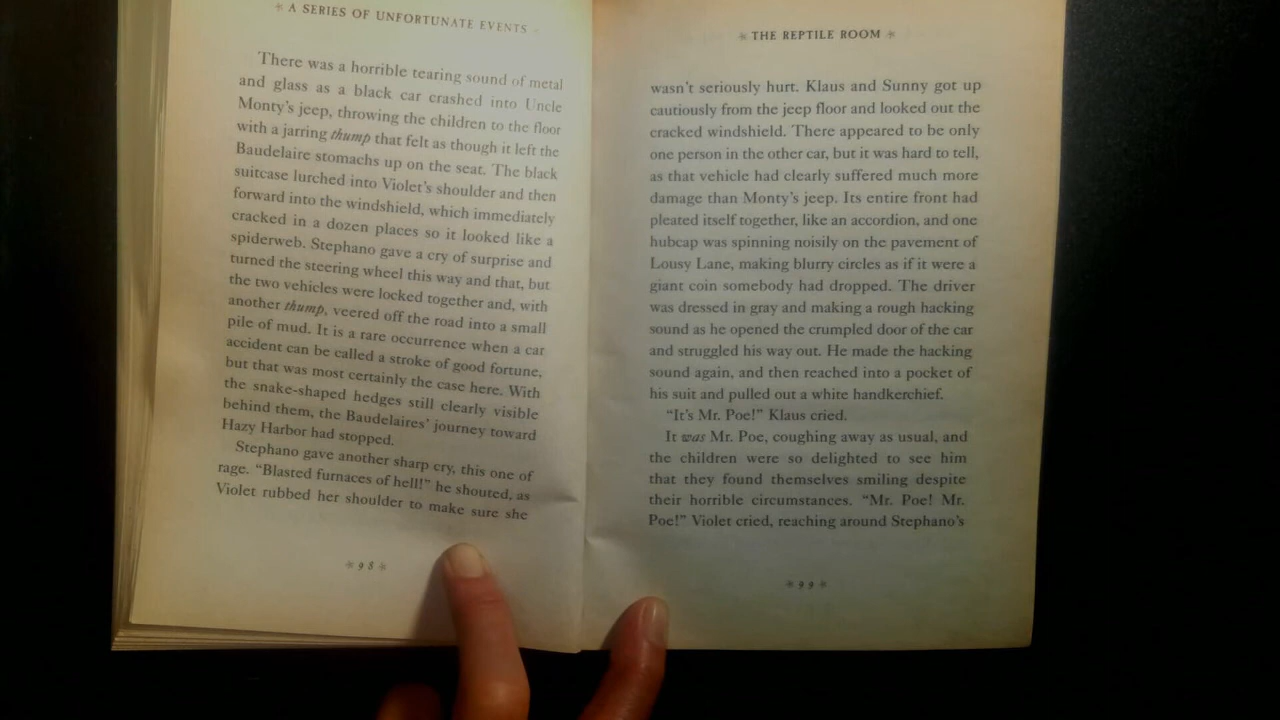 * A SERIES OF UNFORTUNATE EVENTS *
There was a horrible tearing sound of metal
and glass as a black car crashed into Uncle
Monty's jeep, throwing the children to the floor
with a jarring thump that felt as though it left the
Baudelaire stomachs up on the seat. The black
suitcase lurched into Violet's shoulder and then
forward into the windshield, which immediately
cracked in a dozen places so it looked like a
spiderweb. Stephano gave a cry of surprise and
turned the steering wheel this way and that, but
the two vehicles were locked together and, with
another thump, veered off the road into a small
pile of mud. It is a rare occurrence when a car
accident can be called a stroke of good fortune,
but that was most certainly the case here. With
the snake-shaped hedges still clearly visible
behind them, the Baudelaires' journey toward
Hazy Harbor had stopped.
Stephano gave another sharp cry, this one of
rage. “Blasted furnaces of hell!” he shouted, as
Violet rubbed her shoulder to make sure she
* 98 *
* THE REPTILE ROOM *
wasn't seriously hurt. Klaus and Sunny got up
cautiously from the jeep floor and looked out the
cracked windshield. There appeared to be only
one person in the other car, but it was hard to tell,
as that vehicle had clearly suffered much more
damage than Monty's jeep. Its entire front had
pleated itself together, like an accordion, and one
hubcap was spinning noisily on the pavement of
Lousy Lane, making blurry circles as if it were a
giant coin somebody had dropped. The driver
was dressed in gray and making a rough hacking
sound as he opened the crumpled door of the car
and struggled his way out. He made the hacking
sound again, and then reached into a pocket of
his suit and pulled out a white handkerchief.
“It's Mr. Poe!” Klaus cried.
It was Mr. Poe, coughing away as usual, and
the children were so delighted to see him
that they found themselves smiling despite
their horrible circumstances. “Mr. Poe! Mr.
Poe!” Violet cried, reaching around Stephano's
* 99 *